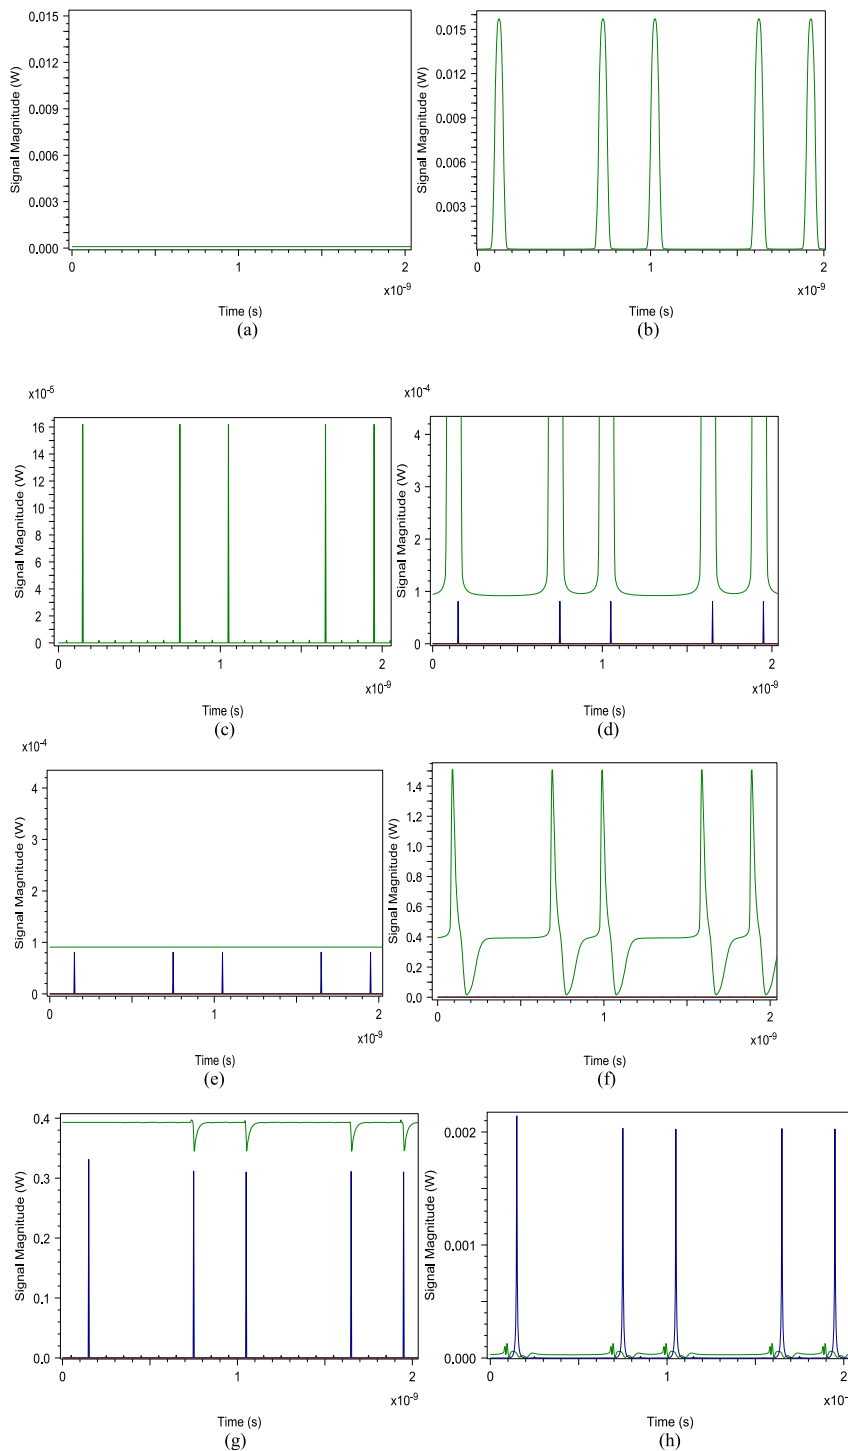 0.015
0.012
0.009
0.006
0.003
0.000
Signal Magnitude (W)
0 1 2
x10-9
Time (s)
(a)
0.015
0.012
0.009
0.006
0.003
Signal Magnitude (W)
0 1 2
x10-9
Time (s)
(b)
x10-5
16
14
12
10
8
6
4
2
0
Signal Magnitude (W)
0 1 2
x10-9
Time (s)
(c)
x10-4
4
3
2
1
0
Signal Magnitude (W)
0 1 2
x10-9
Time (s)
(d)
x10-4
4
3
2
1
0
Signal Magnitude (W)
0 1 2
x10-9
Time (s)
(e)
1.4
1.2
1.0
0.8
0.6
0.4
0.2
0.0
Signal Magnitude (W)
0 1 2
x10-9
Time (s)
(f)
0.4
0.3
0.2
0.1
0.0
Signal Magnitude (W)
0 1 2
x10-9
Time (s)
(g)
0.002
0.001
0.000
Signal Magnitude (W)
0 1 2
x10-
Time (s)
(h)